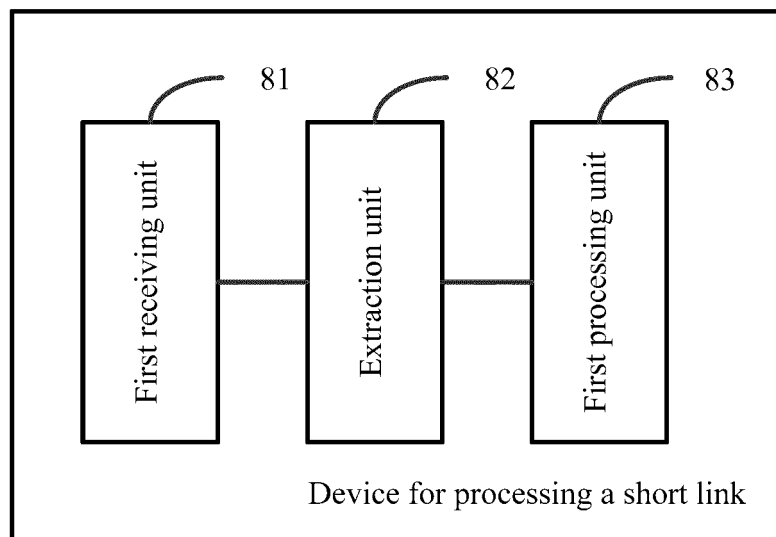 81
82
83
First receiving unit
Extraction unit
First processing unit
Device for processing a short link